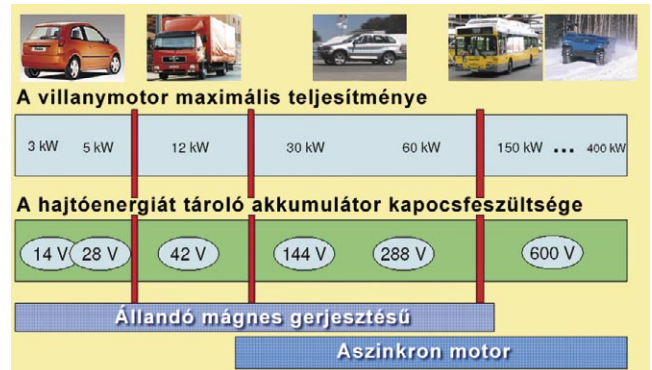 A villanymotor maximális teljesítménye
3 kW 5 kW 12 kW 30 kW 60 kW 150 kW ... 400 kW
A hajtóenergiát tároló akkumulátor kapocsfeszültsége
14 V 28 V 42 V 144 V 288 V 600 V
Állandó mágnes gerjesztésű
Aszinkron motor